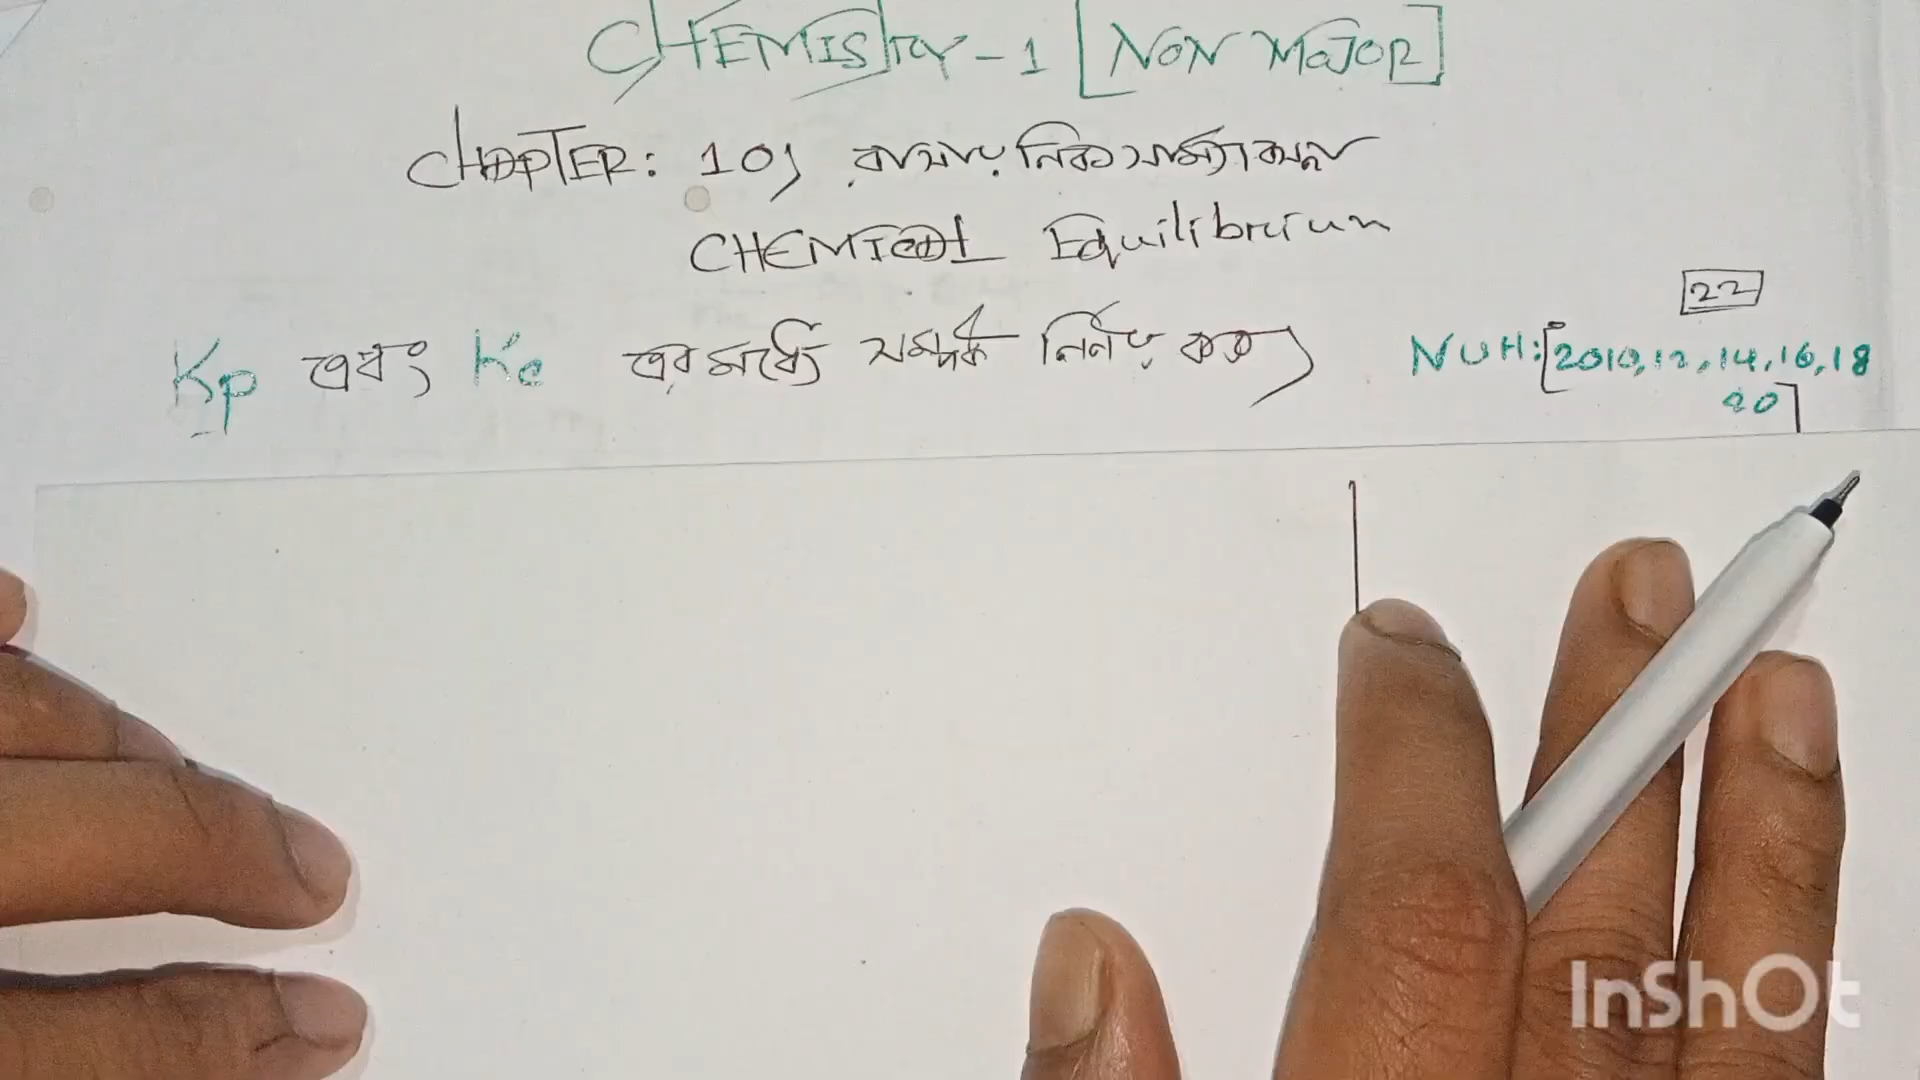 CHEMISTRY-1 [NON MAJOR]
CHAPTER: 10; রাসায়নিক সাম্যাবস্থা
CHEMICAL Equilibrium
22
Kp এবং Kc এর মধ্যে সম্পর্ক নির্ণয় কর। NUH: [2010, 12, 14, 16, 18
20]
InShOt